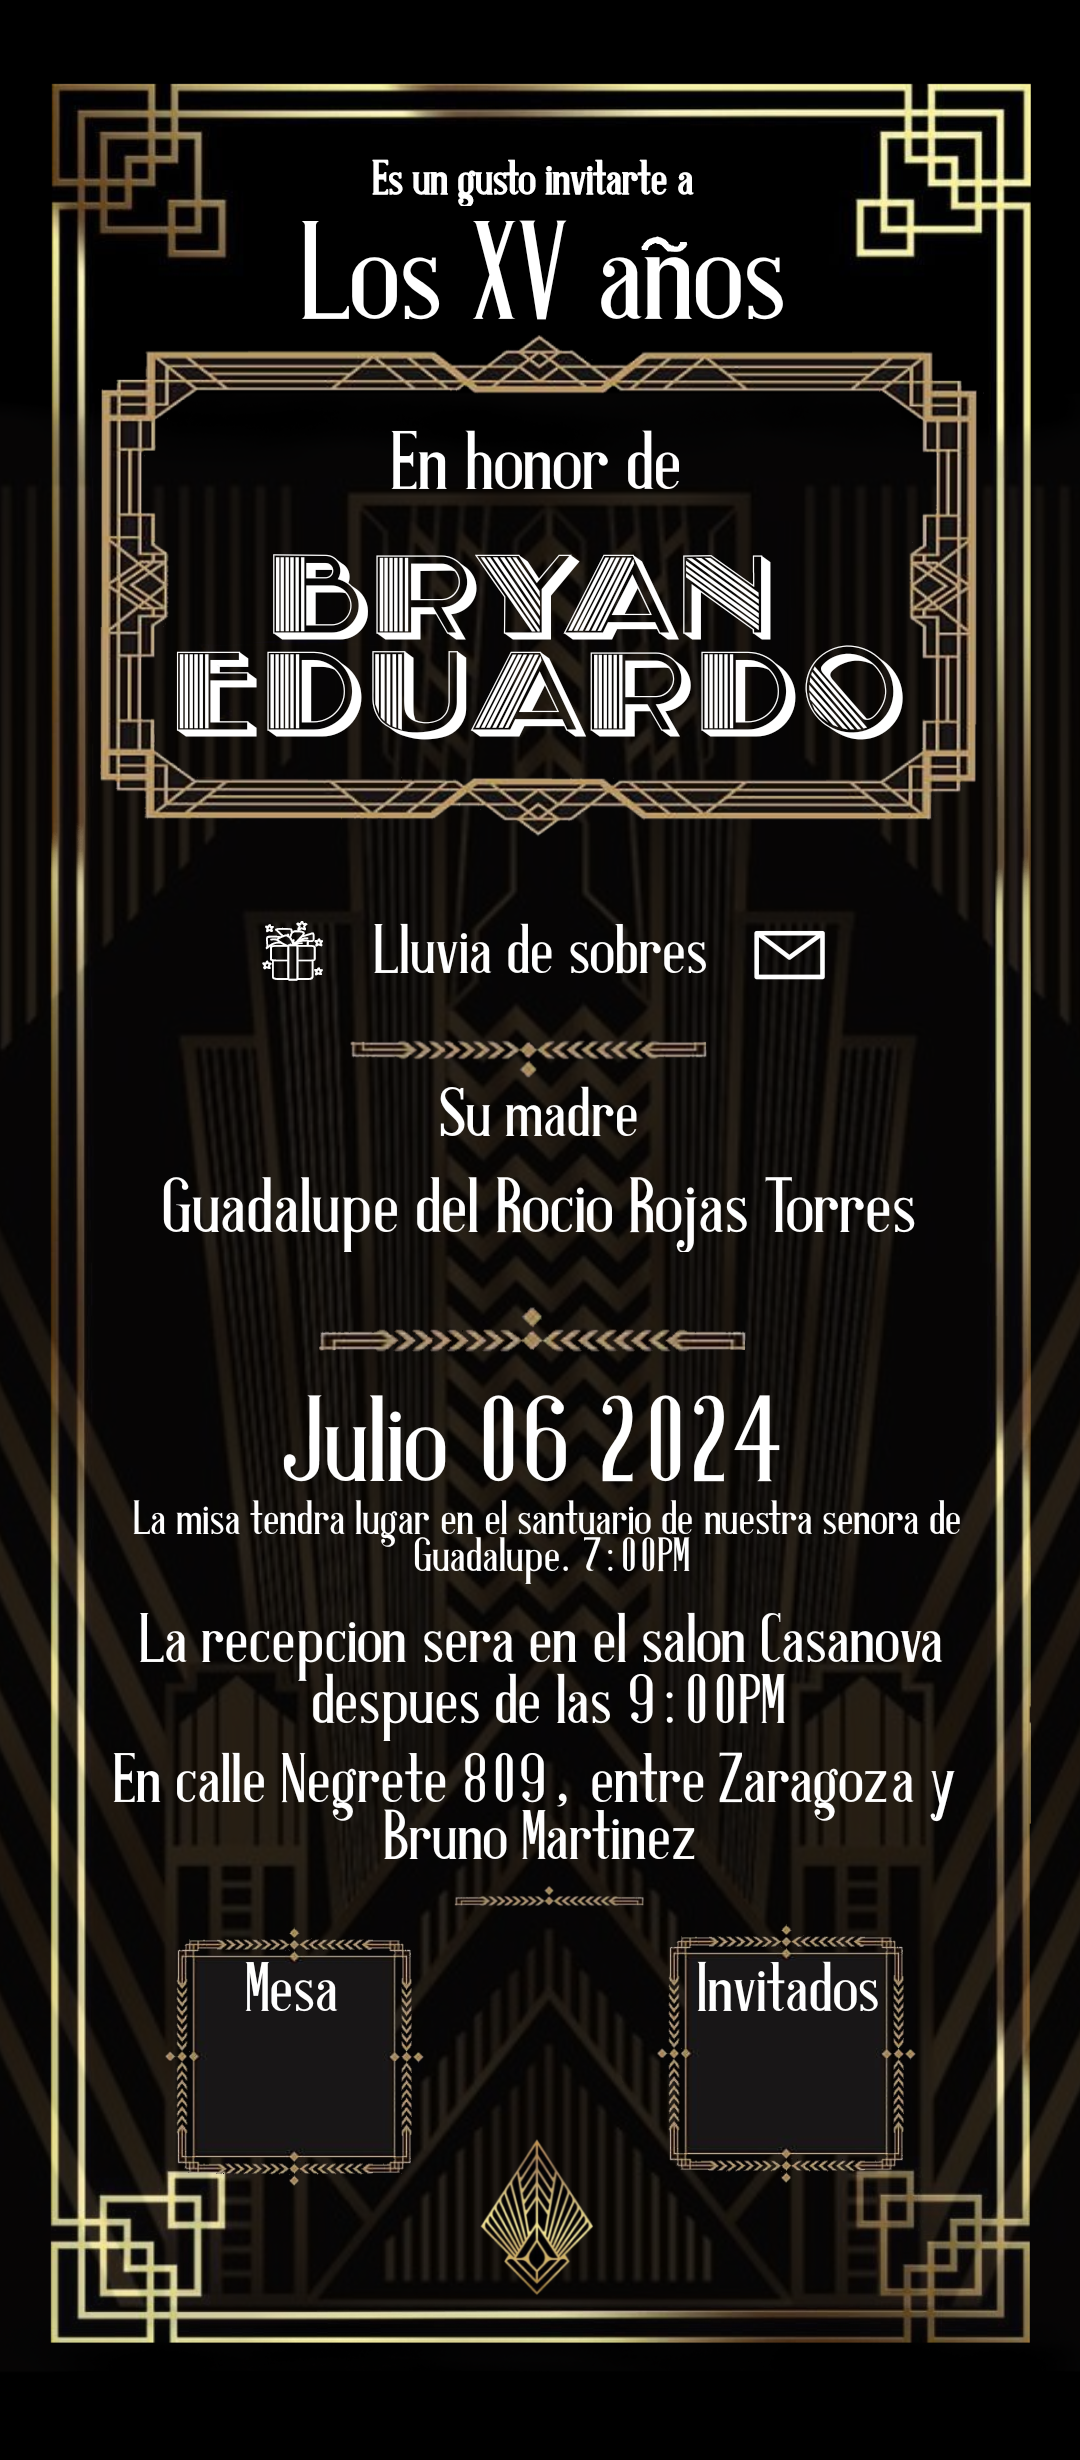 Es un gusto invitarte a
Los XV años
En honor de
BRYAN
EDUARDO
Lluvia de sobres
Su madre
Guadalupe del Rocio Rojas Torres
Julio 06 2024
La misa tendra lugar en el santuario de nuestra senora de
Guadalupe. 7:00PM
La recepcion sera en el salon Casanova
despues de las 9:00PM
En calle Negrete 809, entre Zaragoza y
Bruno Martinez
Mesa
Invitados